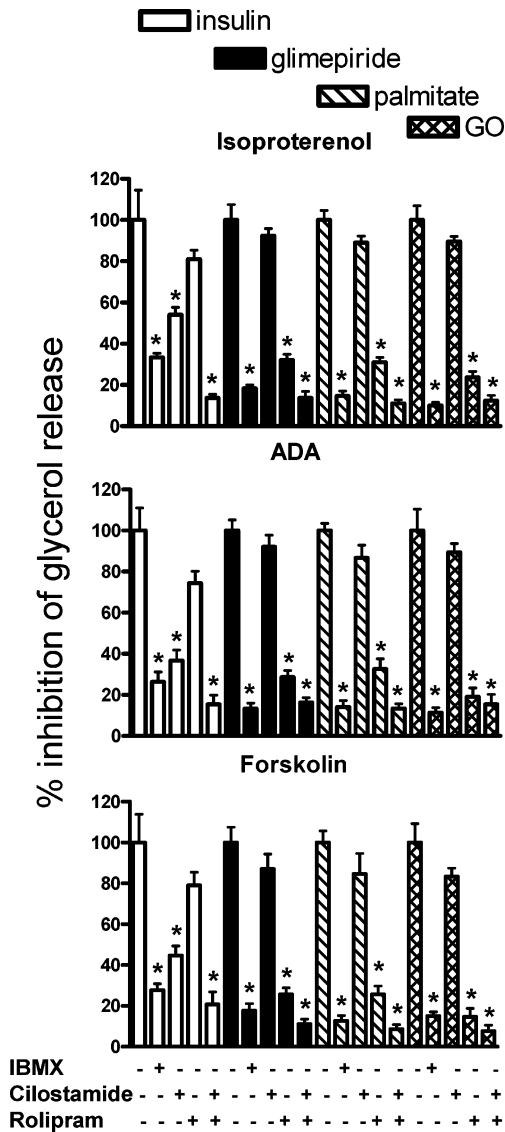 insulin
glimepiride
palmitate
GO
% inhibition of glycerol release
Isoproterenol
120
100
80
60
40
20
0
* * * * * * * * * * * *
ADA
120
100
80
60
40
20
0
* * * * * * * * * * * *
Forskolin
120
100
80
60
40
20
0
* * * * * * * * * * * *
IBMX - + - - - - + - - - - + - - - - + - - -
Cilostamide - - + - + - - + - + - - + - + - - + - +
Rolipram - - - + + - - - + + - - - + + - - - + +